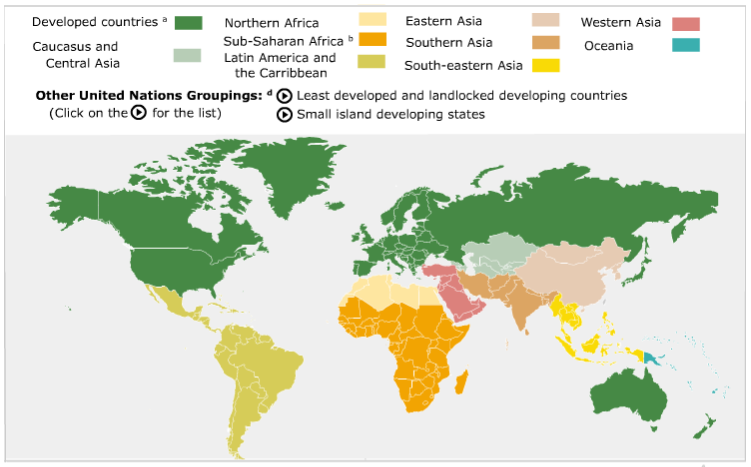 Developed countries a
Caucasus and
Central Asia
Northern Africa
Sub-Saharan Africa b
Latin America and
the Carribbean
Eastern Asia
Southern Asia
South-eastern Asia
Western Asia
Oceania
Other United Nations Groupings: d Least developed and landlocked developing countries
(Click on the for the list) Small island developing states